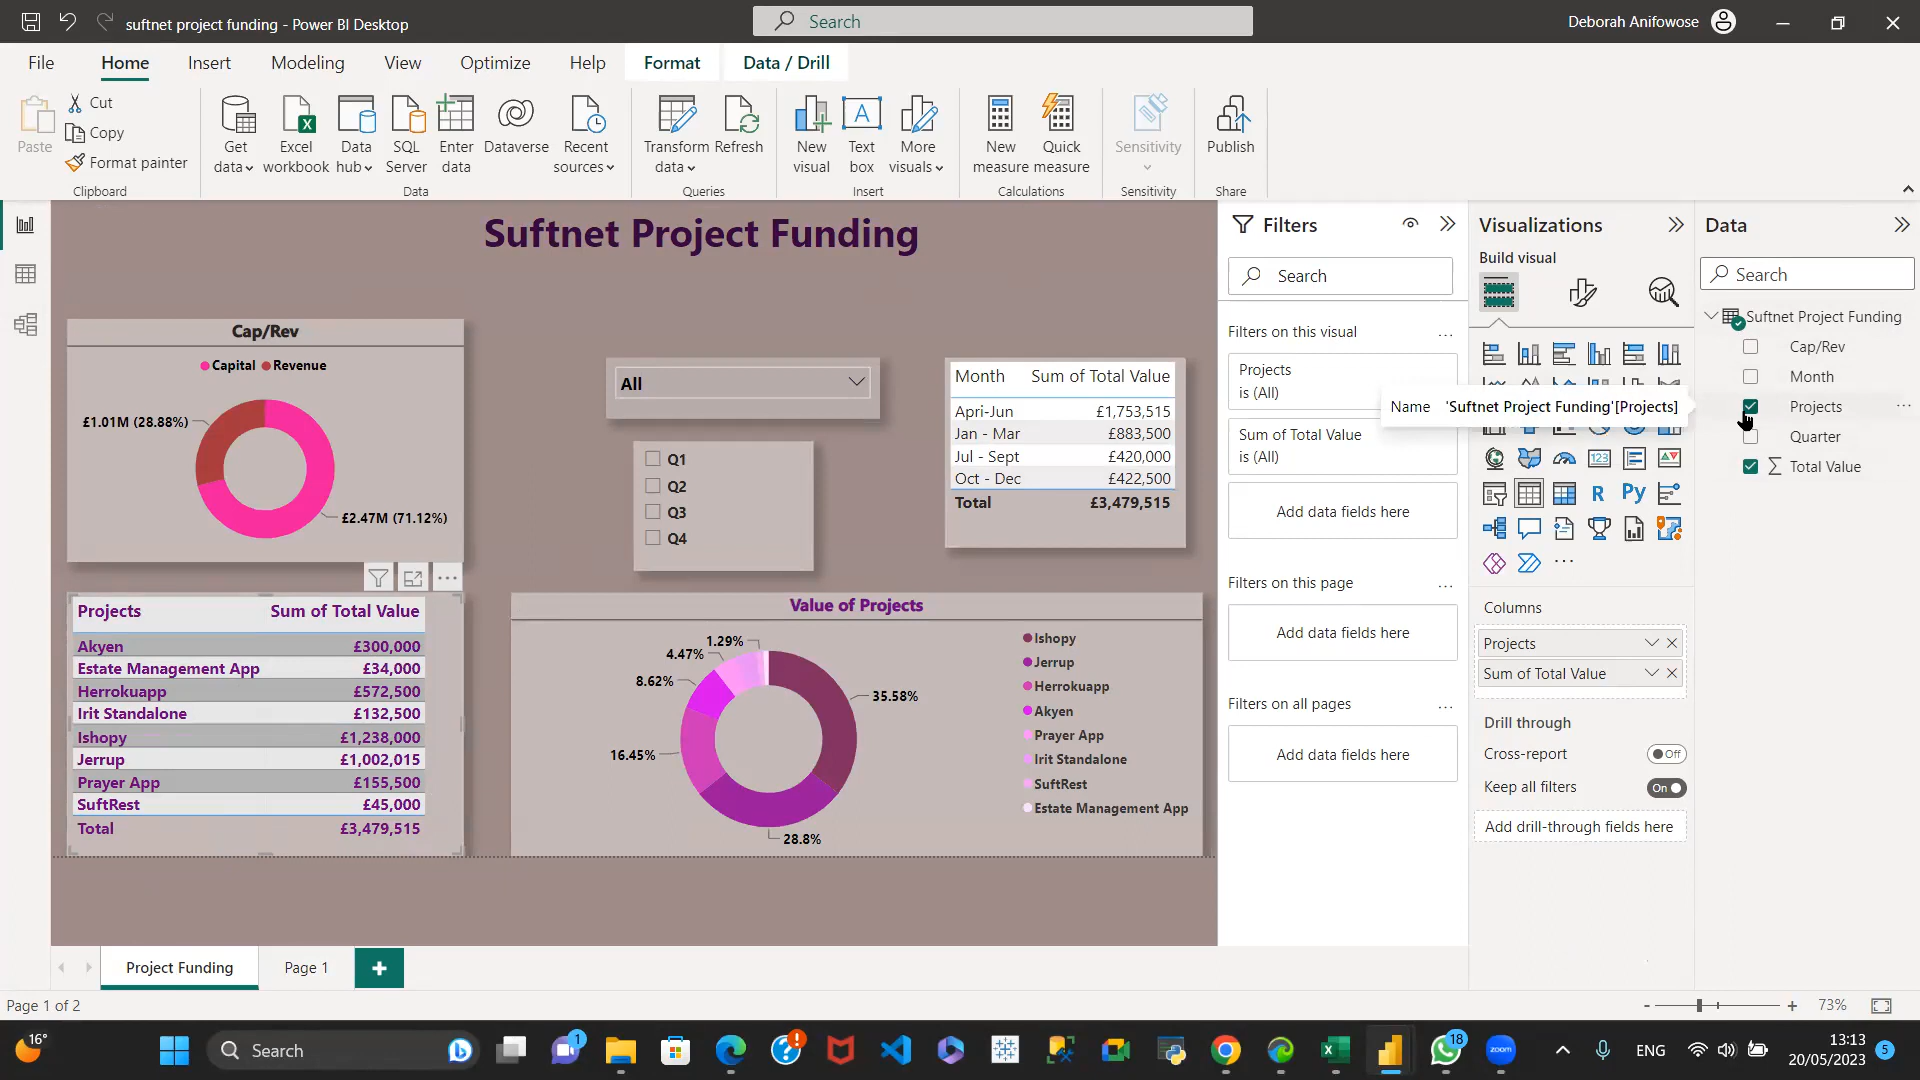 suftnet project funding - Power BI Desktop
Search
Deborah Anifowose
File
Home
Insert
Modeling
View
Optimize
Help
Format
Data / Drill
Paste
Cut
Copy
Format painter
Clipboard
Get data
Excel workbook
Data hub
SQL Server
Enter data
Dataverse
Recent sources
Data
Transform data
Refresh
Queries
New visual
Text box
More visuals
Insert
New measure
Quick measure
Calculations
Sensitivity
Sensitivity
Publish
Share
Suftnet Project Funding
Cap/Rev
Capital Revenue
£1.01M (28.88%)
£2.47M (71.12%)
All
Q1
Q2
Q3
Q4
Month Sum of Total Value
Apri-Jun £1,753,515
Jan - Mar £883,500
Jul - Sept £420,000
Oct - Dec £422,500
Total £3,479,515
Projects Sum of Total Value
Akyen £300,000
Estate Management App £34,000
Herrokuapp £572,500
Irit Standalone £132,500
Ishopy £1,238,000
Jerrup £1,002,015
Prayer App £155,500
SuftRest £45,000
Total £3,479,515
Value of Projects
1.29%
4.47%
8.62%
16.45%
28.8%
35.58%
Ishopy
Jerrup
Herrokuapp
Akyen
Prayer App
Irit Standalone
SuftRest
Estate Management App
Filters
Search
Filters on this visual
Projects
is (All)
Sum of Total Value
is (All)
Add data fields here
Filters on this page
Add data fields here
Filters on all pages
Add data fields here
Visualizations
Build visual
Name 'Suftnet Project Funding'[Projects]
123
R
Py
Columns
Projects
Sum of Total Value
Drill through
Cross-report
Off
Keep all filters
On
Add drill-through fields here
Data
Search
Suftnet Project Funding
Cap/Rev
Month
Projects
Quarter
Total Value
Project Funding
Page 1
Page 1 of 2
73%
16°
Search
1
18
zoom
ENG
13:13
20/05/2023
5